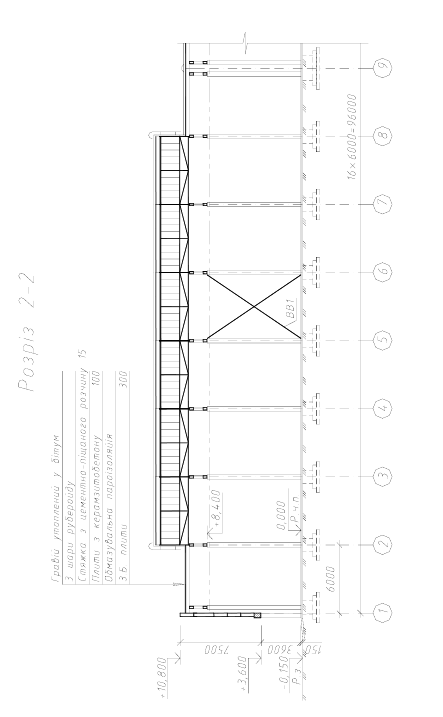 Розріз 2-2
Гравій утоплений у бітум
3 шари руберойду
Стяжка з цементно-піщаного розчину 15
Плити з керамзитобетону 100
Обмазувальна пароізоляція
З.Б. плити 300
+10,800
+3,600
-0,150
Р.з.
7500
3600
150
+8,400
0,000
Р.ч.п.
ВВ1
6000
16×6000=96000
1
2
3
4
5
6
7
8
9